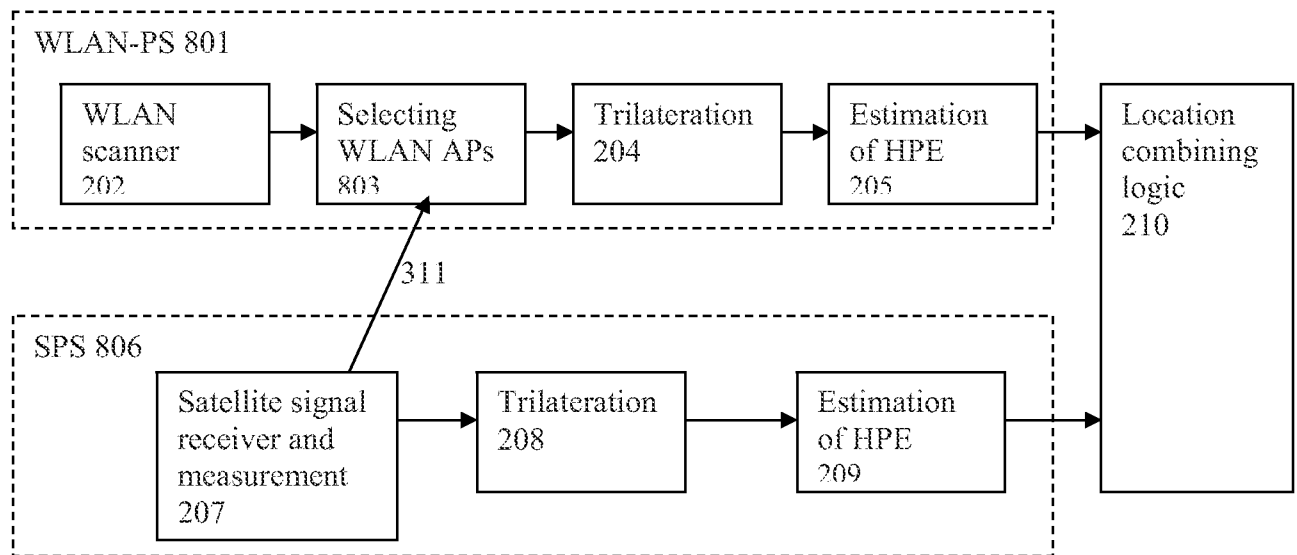 WLAN-PS 801
WLAN
scanner
202
Selecting
WLAN APs
803
Trilateration
204
Estimation
of HPE
205
Location
combining
logic
210
311
SPS 806
Satellite signal
receiver and
measurement
207
Trilateration
208
Estimation
of HPE
209